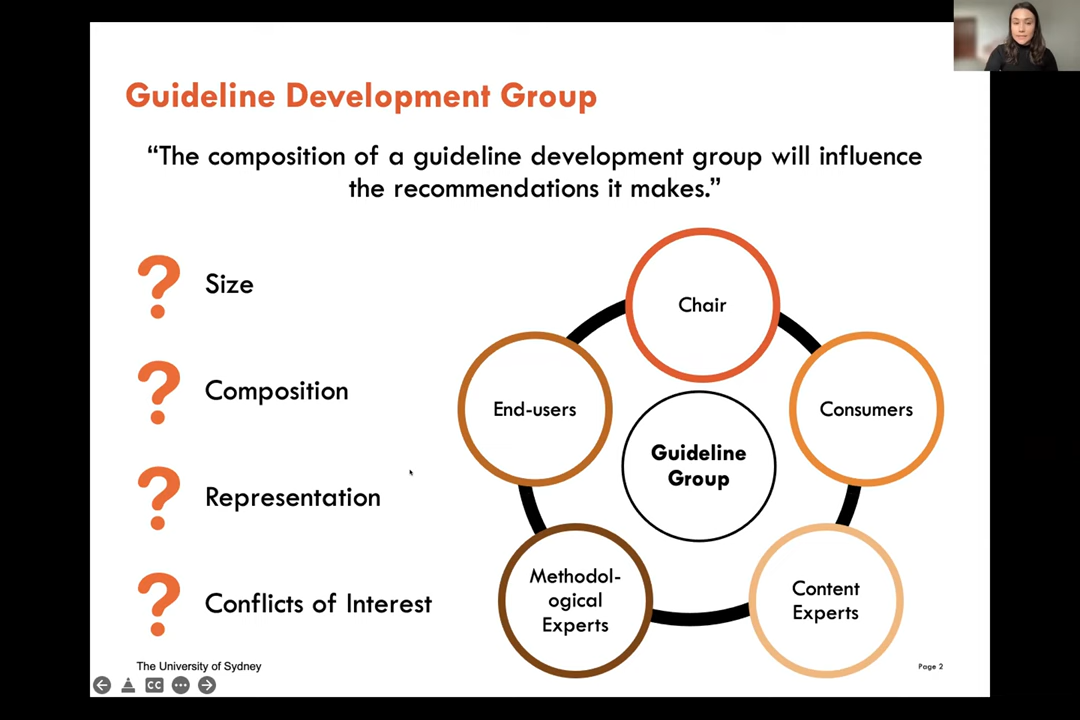 Guideline Development Group
“The composition of a guideline development group will influence
the recommendations it makes.”
? Size
? Composition
? Representation
? Conflicts of Interest
Chair
End-users
Consumers
Guideline
Group
Methodol-
ogical
Experts
Content
Experts
The University of Sydney
Page 2
CC